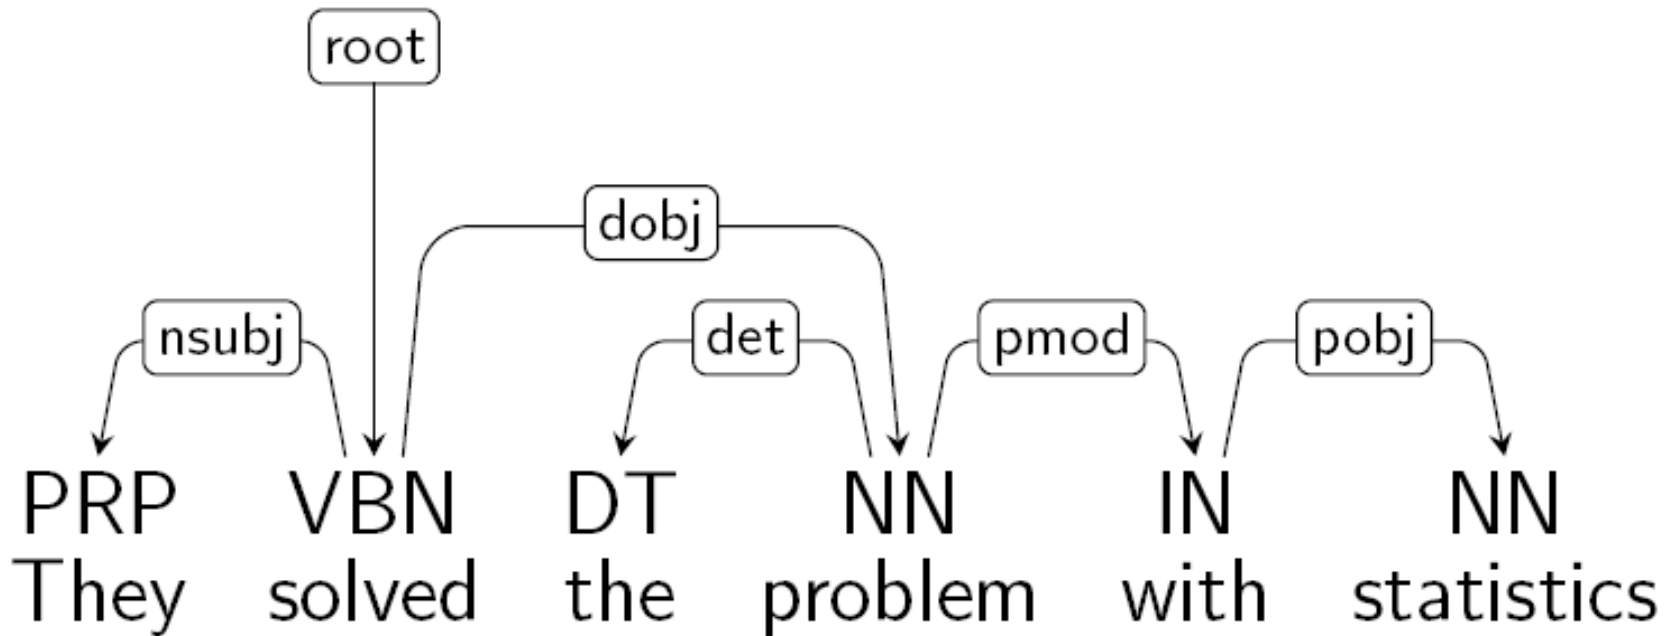 root
dobj
nsubj det pmod pobj
PRP VBN DT NN IN NN
They solved the problem with statistics